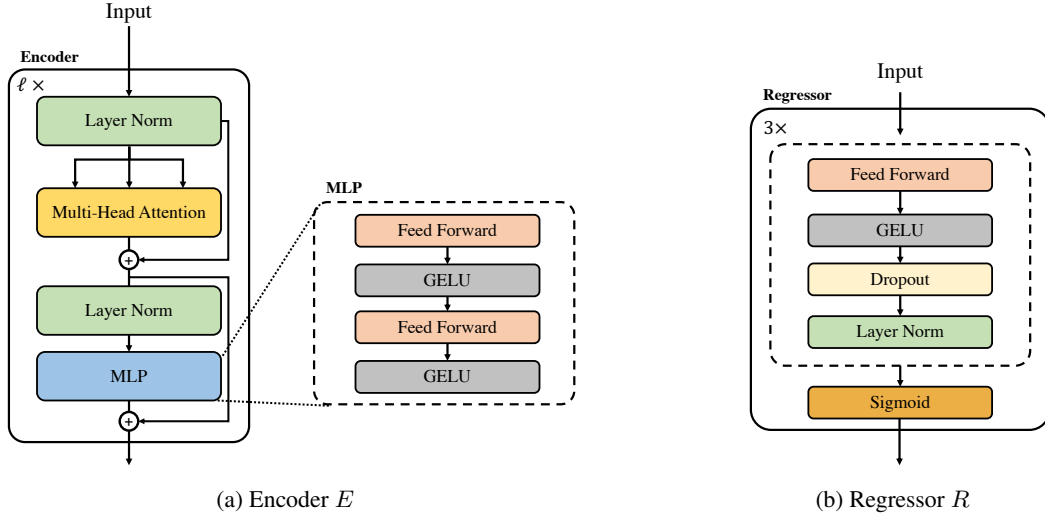 Input
Encoder
ℓ ×
Layer Norm
Multi-Head Attention
+
Layer Norm
MLP
+
MLP
Feed Forward
GELU
Feed Forward
GELU
(a) Encoder E
Input
Regressor
3×
Feed Forward
GELU
Dropout
Layer Norm
Sigmoid
(b) Regressor R